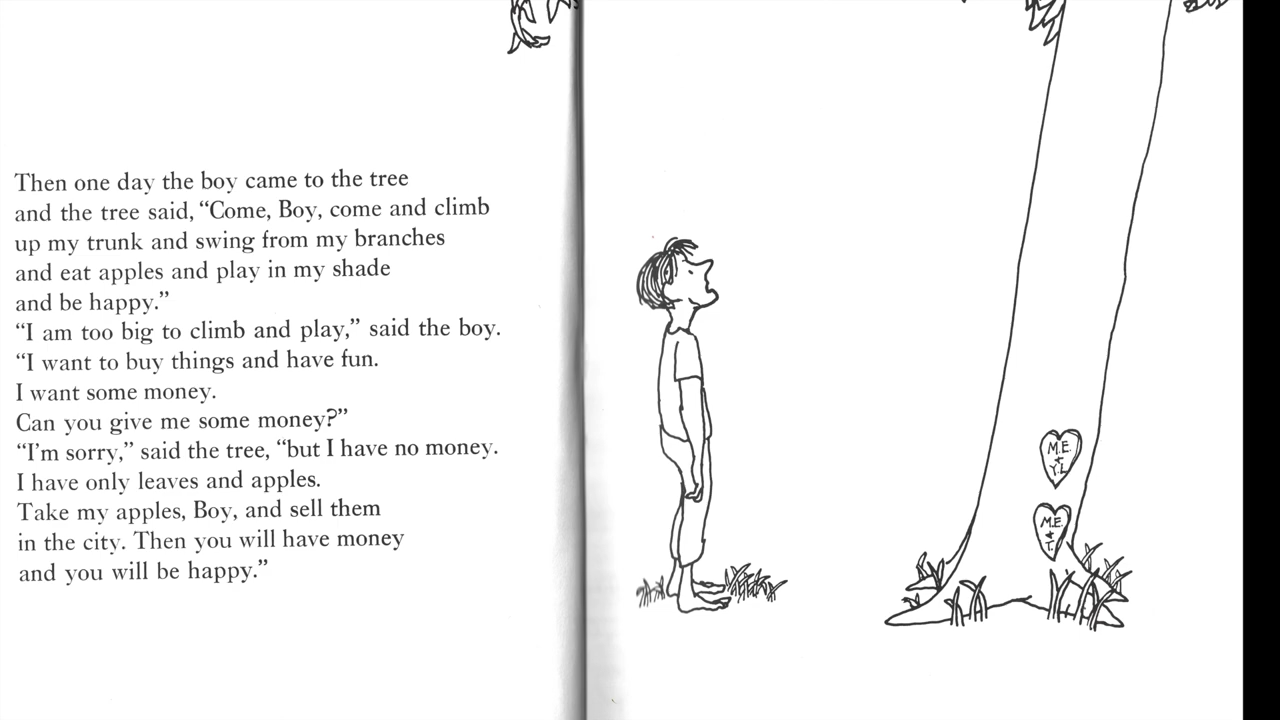 Then one day the boy came to the tree
and the tree said, “Come, Boy, come and climb
up my trunk and swing from my branches
and eat apples and play in my shade
and be happy.”
“I am too big to climb and play,” said the boy.
“I want to buy things and have fun.
I want some money.
Can you give me some money?”
“I'm sorry,” said the tree, “but I have no money.
I have only leaves and apples.
Take my apples, Boy, and sell them
in the city. Then you will have money
and you will be happy.”
M.E.
+
Y.L.
M.E.
+
T.